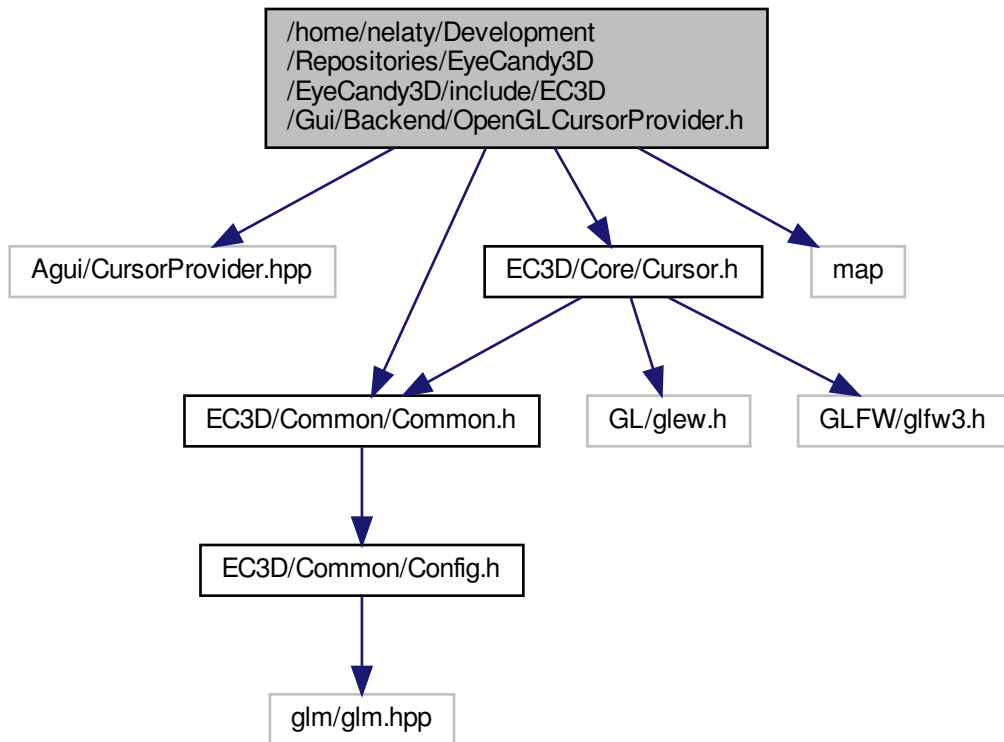 /home/nelaty/Development
/Repositories/EyeCandy3D
/EyeCandy3D/include/EC3D
/Gui/Backend/OpenGLCursorProvider.h
Agui/CursorProvider.hpp
EC3D/Core/Cursor.h
map
EC3D/Common/Common.h
GL/glew.h
GLFW/glfw3.h
EC3D/Common/Config.h
glm/glm.hpp